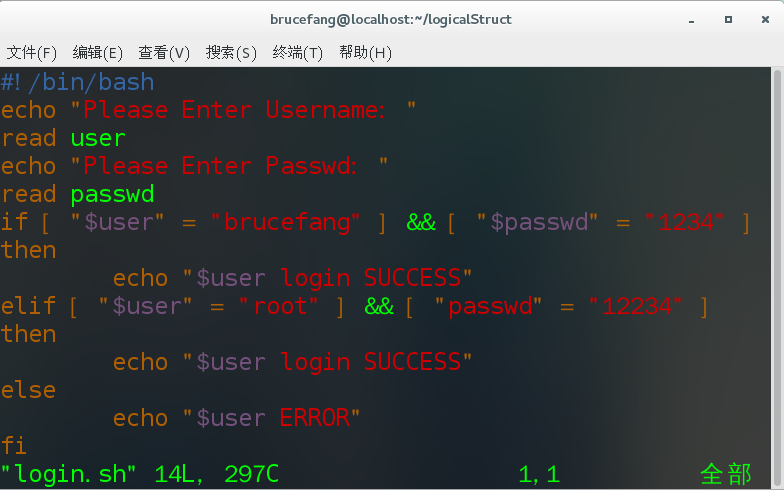 brucefang@localhost:~/logicalStruct
文件(F) 编辑(E) 查看(V) 搜索(S) 终端(T) 帮助(H)
#!/bin/bash
echo "Please Enter Username: "
read user
echo "Please Enter Passwd: "
read passwd
if [ "$user" = "brucefang" ] && [ "$passwd" = "1234" ]
then
        echo "$user login SUCCESS"
elif [ "$user" = "root" ] && [ "passwd" = "12234" ]
then
        echo "$user login SUCCESS"
else
        echo "$user ERROR"
fi
"login.sh" 14L, 297C 1,1 全部